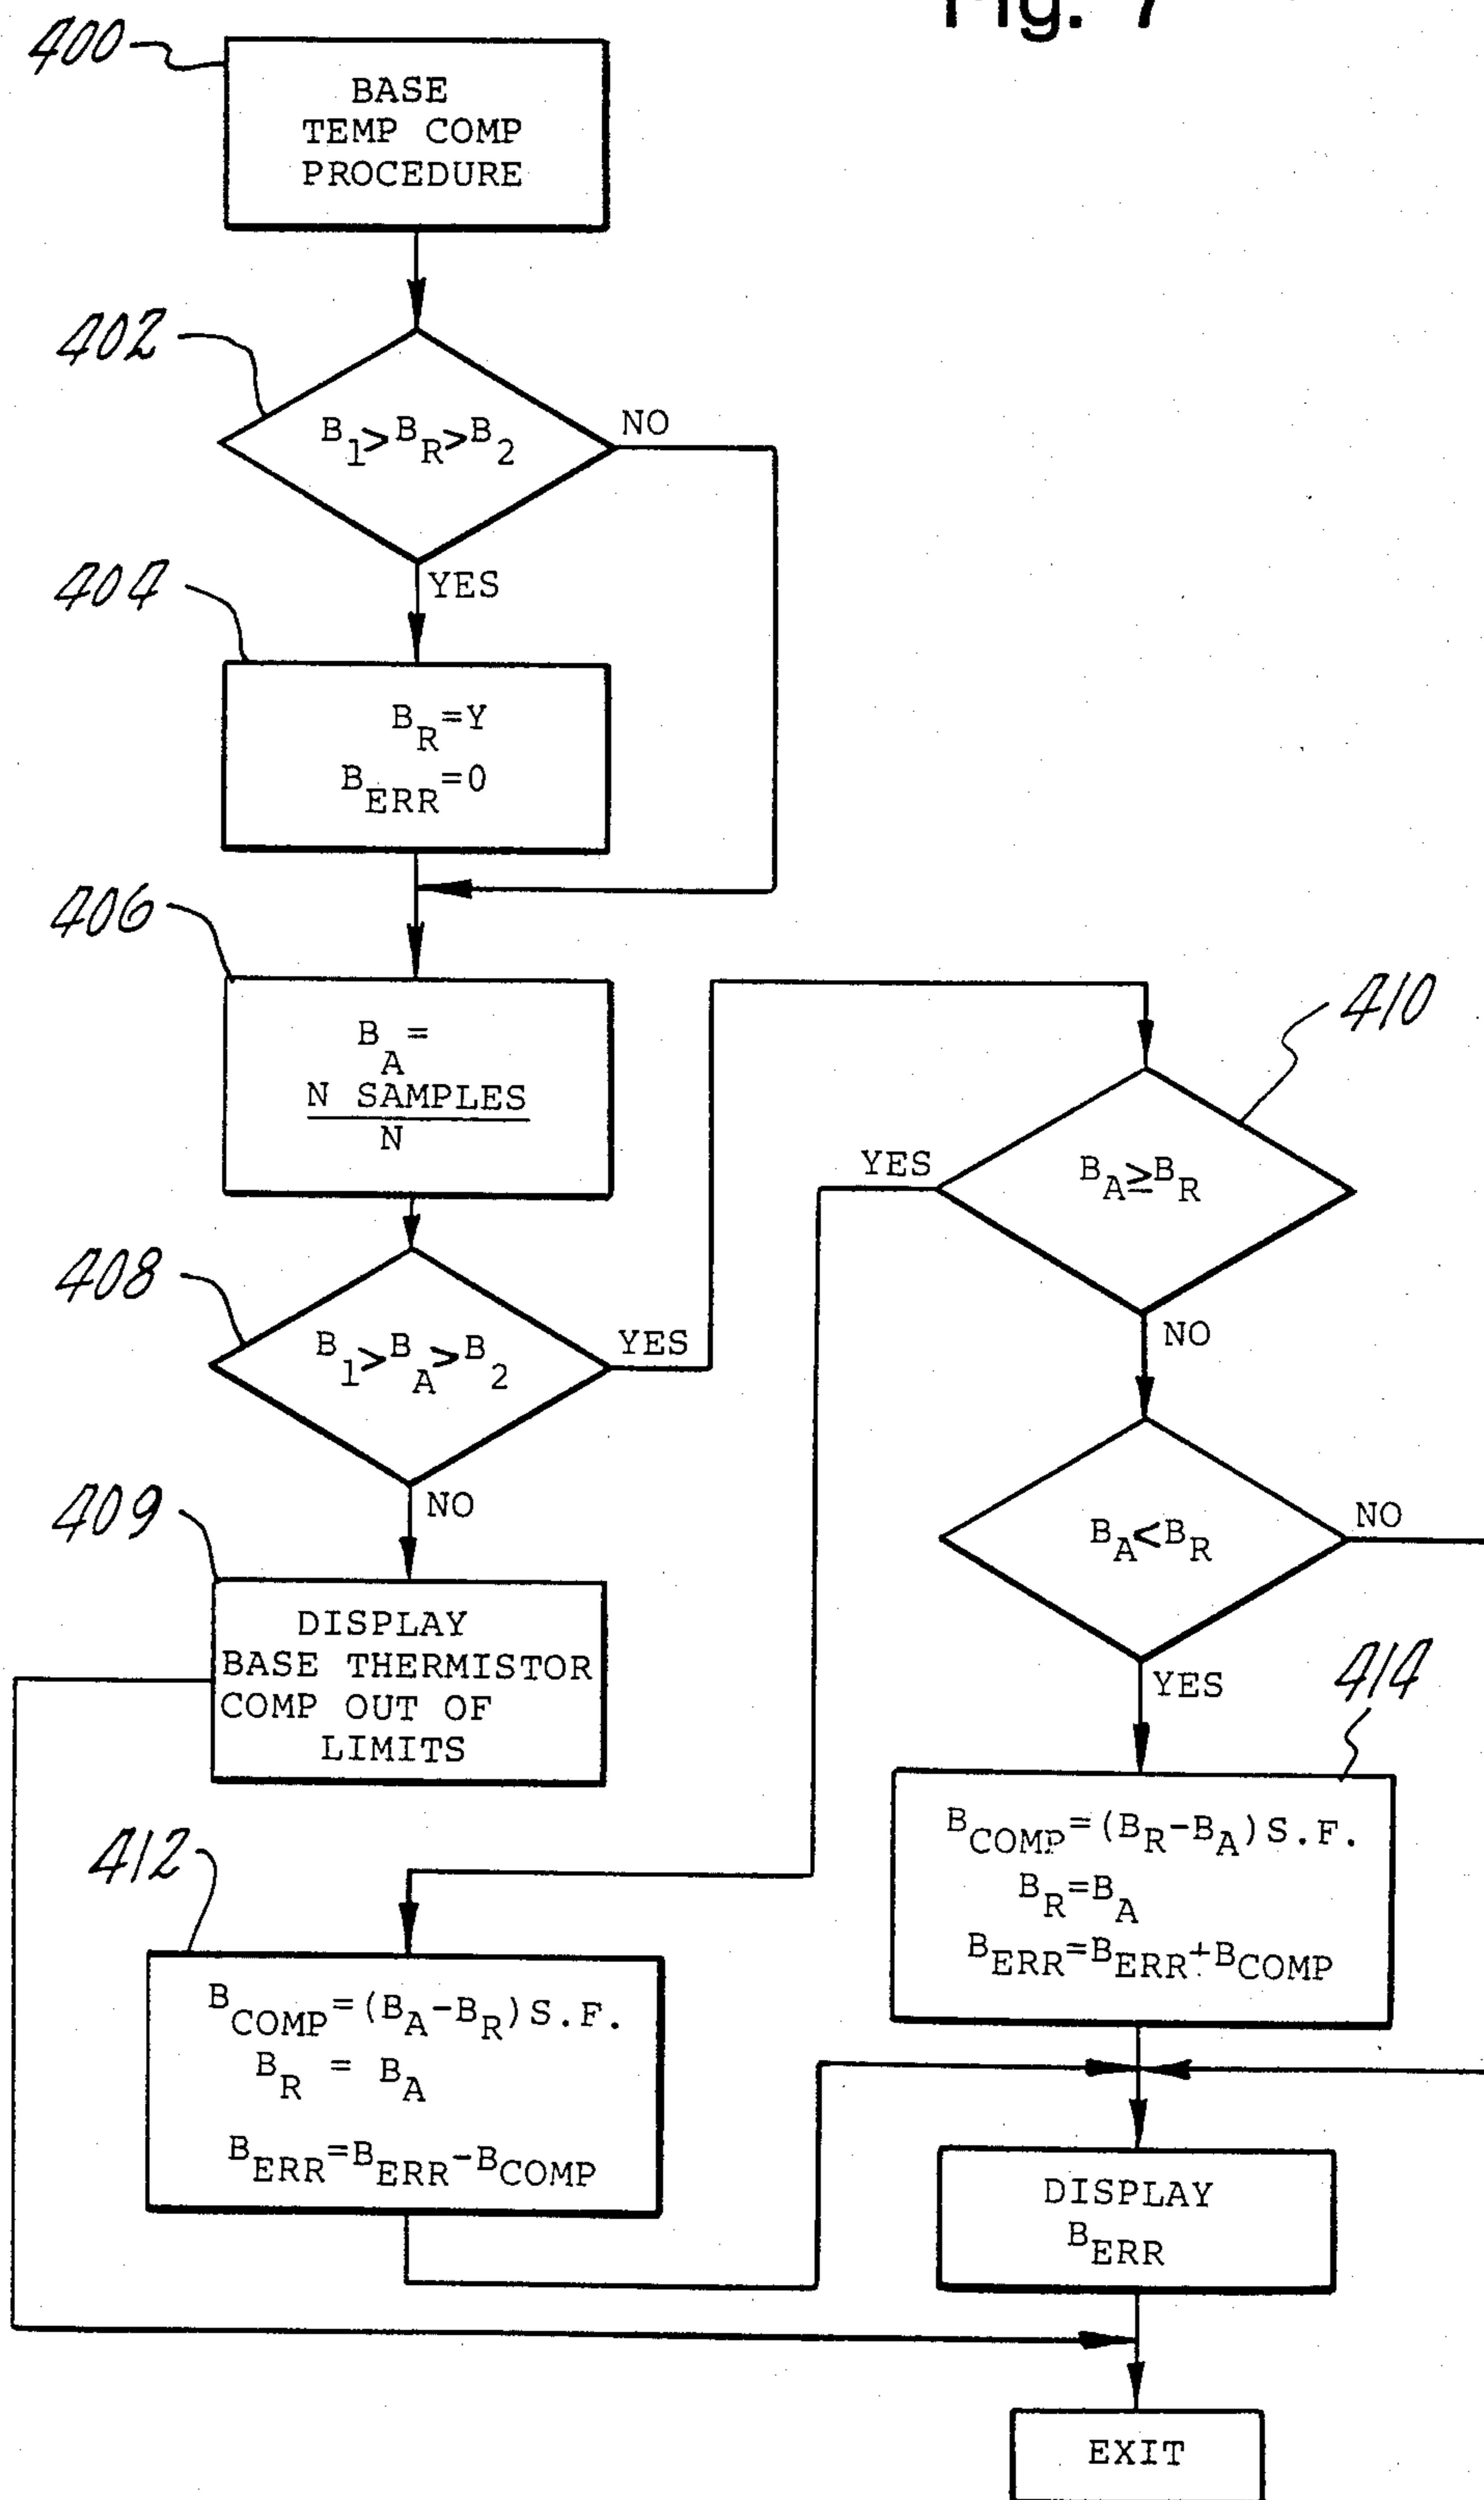 Fig. 7
400
BASE
TEMP COMP
PROCEDURE
402
B1>BR>B2
NO
YES
404
BR=Y
BERR=0
406
BA=
N SAMPLES
N
408
B1>BA>B2
YES
NO
409
DISPLAY
BASE THERMISTOR
COMP OUT OF
LIMITS
410
BA≥BR
YES
NO
BA<BR
NO
YES
412
BCOMP=(BA-BR)S.F.
BR = BA
BERR=BERR-BCOMP
414
BCOMP=(BR-BA)S.F.
BR=BA
BERR=BERR+BCOMP
DISPLAY
BERR
EXIT